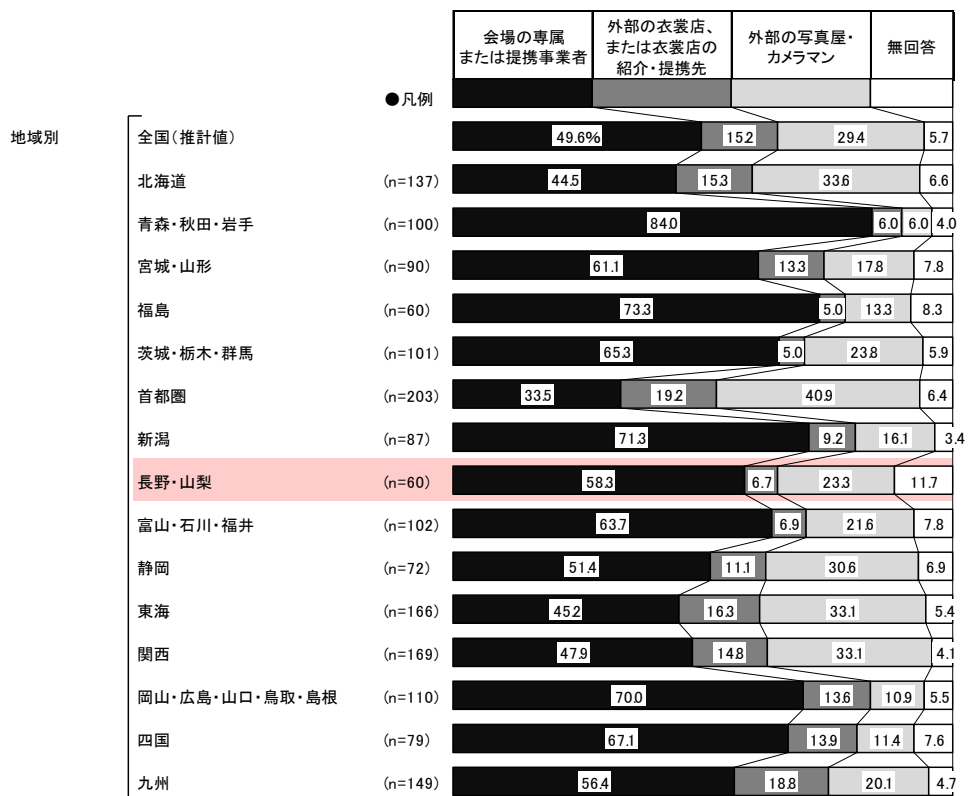 会場の専属
または提携事業者
外部の衣裳店、
または衣裳店の
紹介・提携先
外部の写真屋・
カメラマン
無回答
●凡例
地域別
全国(推計値) 49.6% 15.2 29.4 5.7
北海道 (n=137) 44.5 15.3 33.6 6.6
青森・秋田・岩手 (n=100) 84.0 6.0 6.0 4.0
宮城・山形 (n=90) 61.1 13.3 17.8 7.8
福島 (n=60) 73.3 5.0 13.3 8.3
茨城・栃木・群馬 (n=101) 65.3 5.0 23.8 5.9
首都圏 (n=203) 33.5 19.2 40.9 6.4
新潟 (n=87) 71.3 9.2 16.1 3.4
長野・山梨 (n=60) 58.3 6.7 23.3 11.7
富山・石川・福井 (n=102) 63.7 6.9 21.6 7.8
静岡 (n=72) 51.4 11.1 30.6 6.9
東海 (n=166) 45.2 16.3 33.1 5.4
関西 (n=169) 47.9 14.8 33.1 4.1
岡山・広島・山口・鳥取・島根 (n=110) 70.0 13.6 10.9 5.5
四国 (n=79) 67.1 13.9 11.4 7.6
九州 (n=149) 56.4 18.8 20.1 4.7